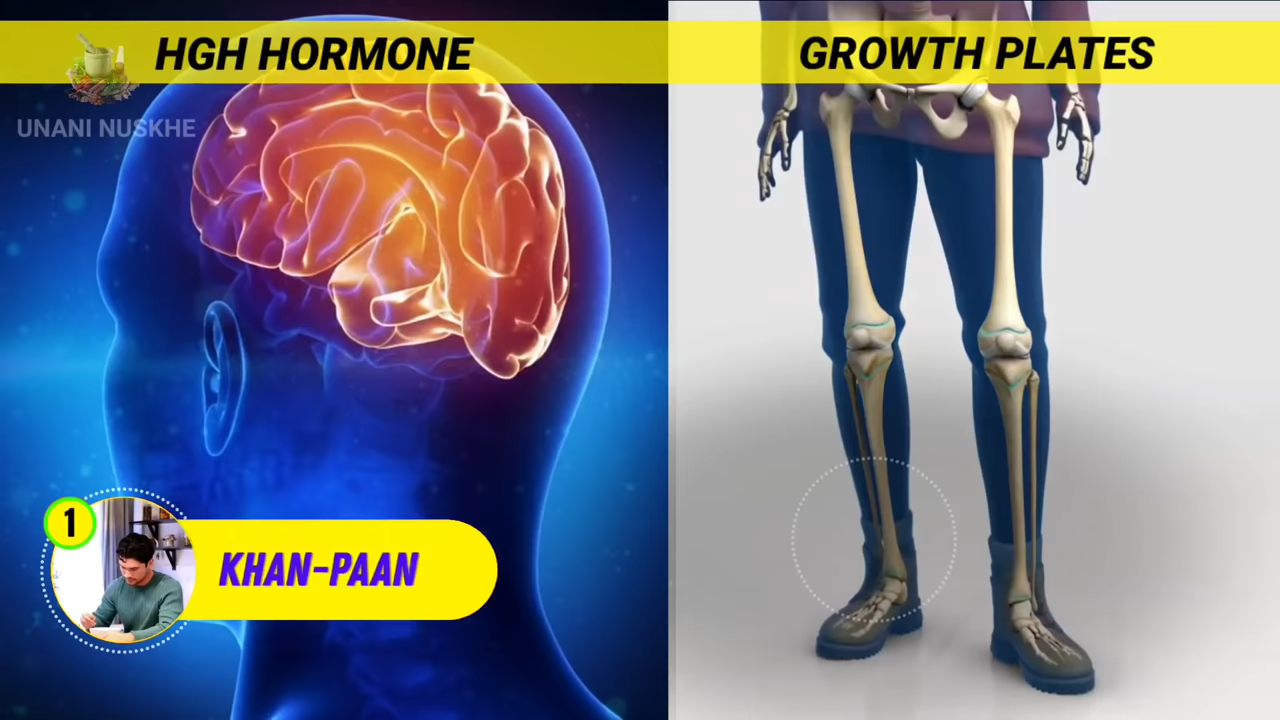 HGH HORMONE
GROWTH PLATES
UNANI NUSKHE
1
KHAN-PAAN